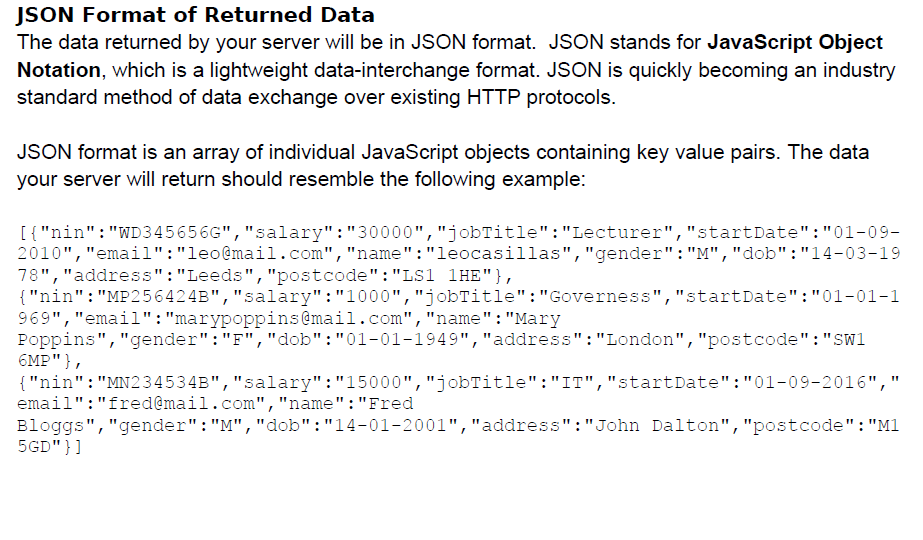 JSON Format of Returned Data
The data returned by your server will be in JSON format.  JSON stands for JavaScript Object
Notation, which is a lightweight data-interchange format. JSON is quickly becoming an industry
standard method of data exchange over existing HTTP protocols.
JSON format is an array of individual JavaScript objects containing key value pairs. The data
your server will return should resemble the following example:
[{"nin":"WD345656G","salary":"30000","jobTitle":"Lecturer","startDate":"01-09-
2010","email":"leo@mail.com","name":"leocasillas","gender":"M","dob":"14-03-19
78","address":"Leeds","postcode":"LS1 1HE"},
{"nin":"MP256424B","salary":"1000","jobTitle":"Governess","startDate":"01-01-1
969","email":"marypoppins@mail.com","name":"Mary
Poppins","gender":"F","dob":"01-01-1949","address":"London","postcode":"SW1
6MP"},
{"nin":"MN234534B","salary":"15000","jobTitle":"IT","startDate":"01-09-2016","
email":"fred@mail.com","name":"Fred
Bloggs","gender":"M","dob":"14-01-2001","address":"John Dalton","postcode":"M1
5GD"}]